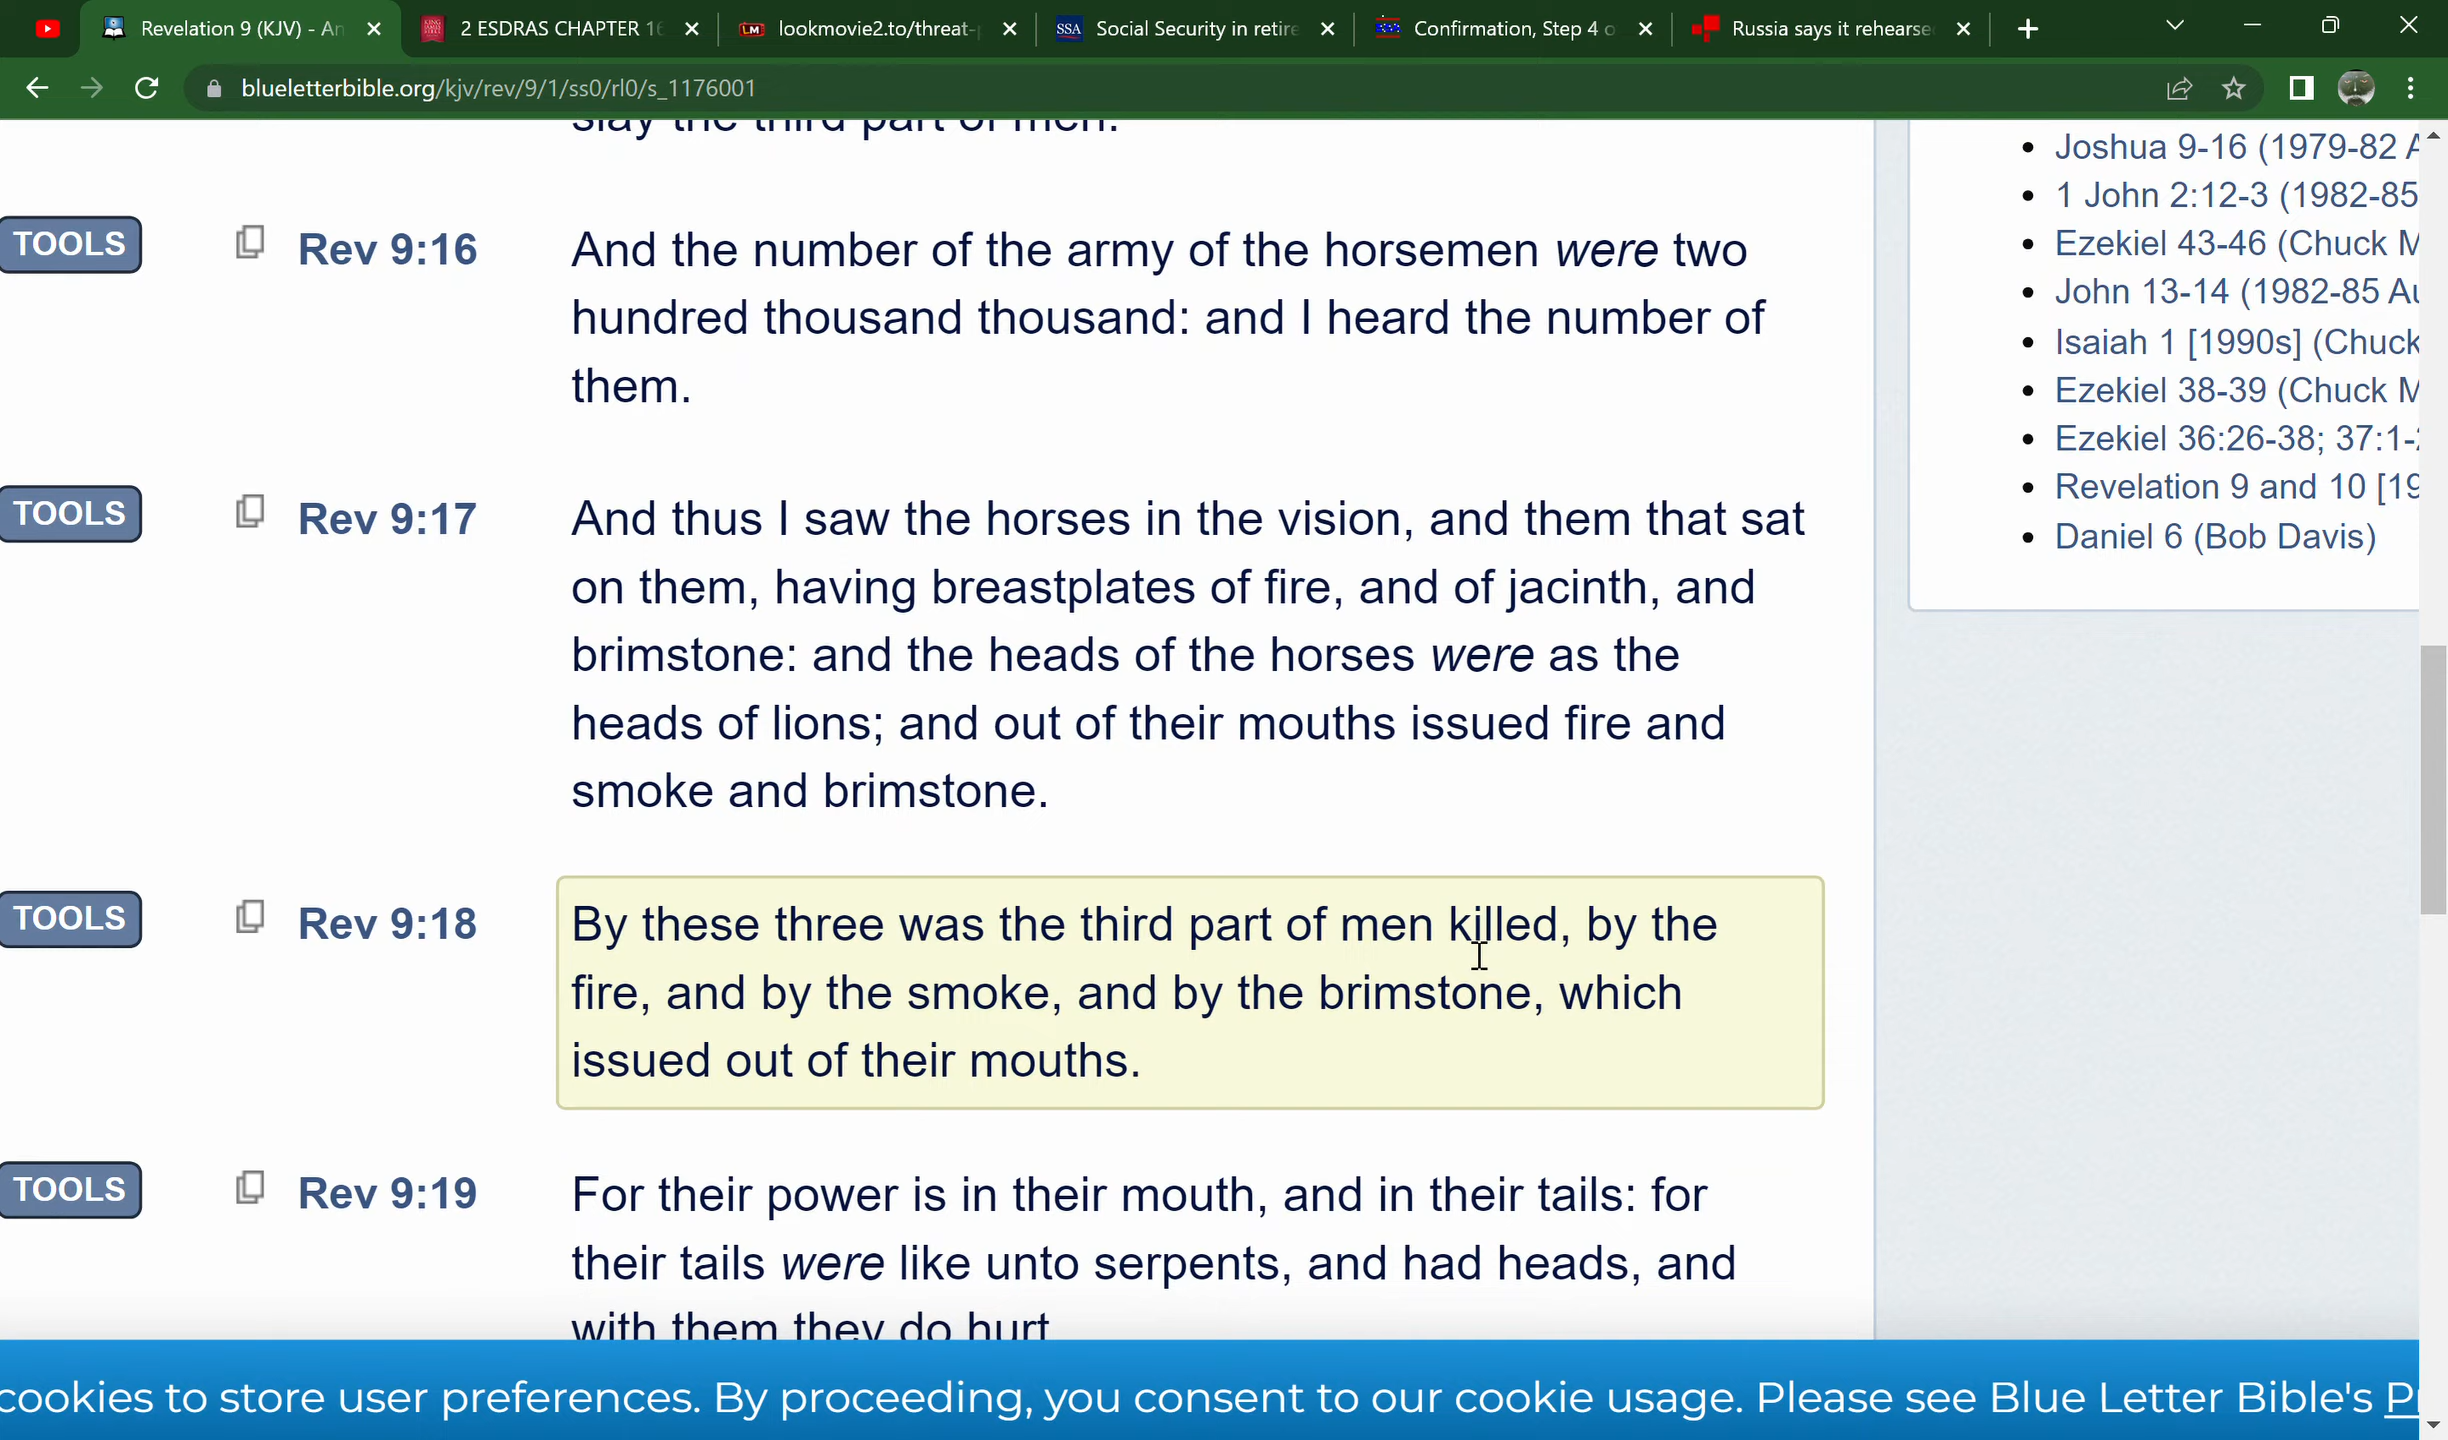 Revelation 9 (KJV) - An
2 ESDRAS CHAPTER 16
LM lookmovie2.to/threat-
SSA Social Security in retire
Confirmation, Step 4 o
Russia says it rehearse
blueletterbible.org/kjv/rev/9/1/ss0/rl0/s_1176001
slay the third part of men.
TOOLS Rev 9:16 And the number of the army of the horsemen were two
hundred thousand thousand: and I heard the number of
them.
TOOLS Rev 9:17 And thus I saw the horses in the vision, and them that sat
on them, having breastplates of fire, and of jacinth, and
brimstone: and the heads of the horses were as the
heads of lions; and out of their mouths issued fire and
smoke and brimstone.
TOOLS Rev 9:18 By these three was the third part of men killed, by the
fire, and by the smoke, and by the brimstone, which
issued out of their mouths.
TOOLS Rev 9:19 For their power is in their mouth, and in their tails: for
their tails were like unto serpents, and had heads, and
with them they do hurt
Joshua 9-16 (1979-82 A
1 John 2:12-3 (1982-85
Ezekiel 43-46 (Chuck M
John 13-14 (1982-85 Au
Isaiah 1 [1990s] (Chuck
Ezekiel 38-39 (Chuck M
Ezekiel 36:26-38; 37:1-
Revelation 9 and 10 [19
Daniel 6 (Bob Davis)
cookies to store user preferences. By proceeding, you consent to our cookie usage. Please see Blue Letter Bible's P